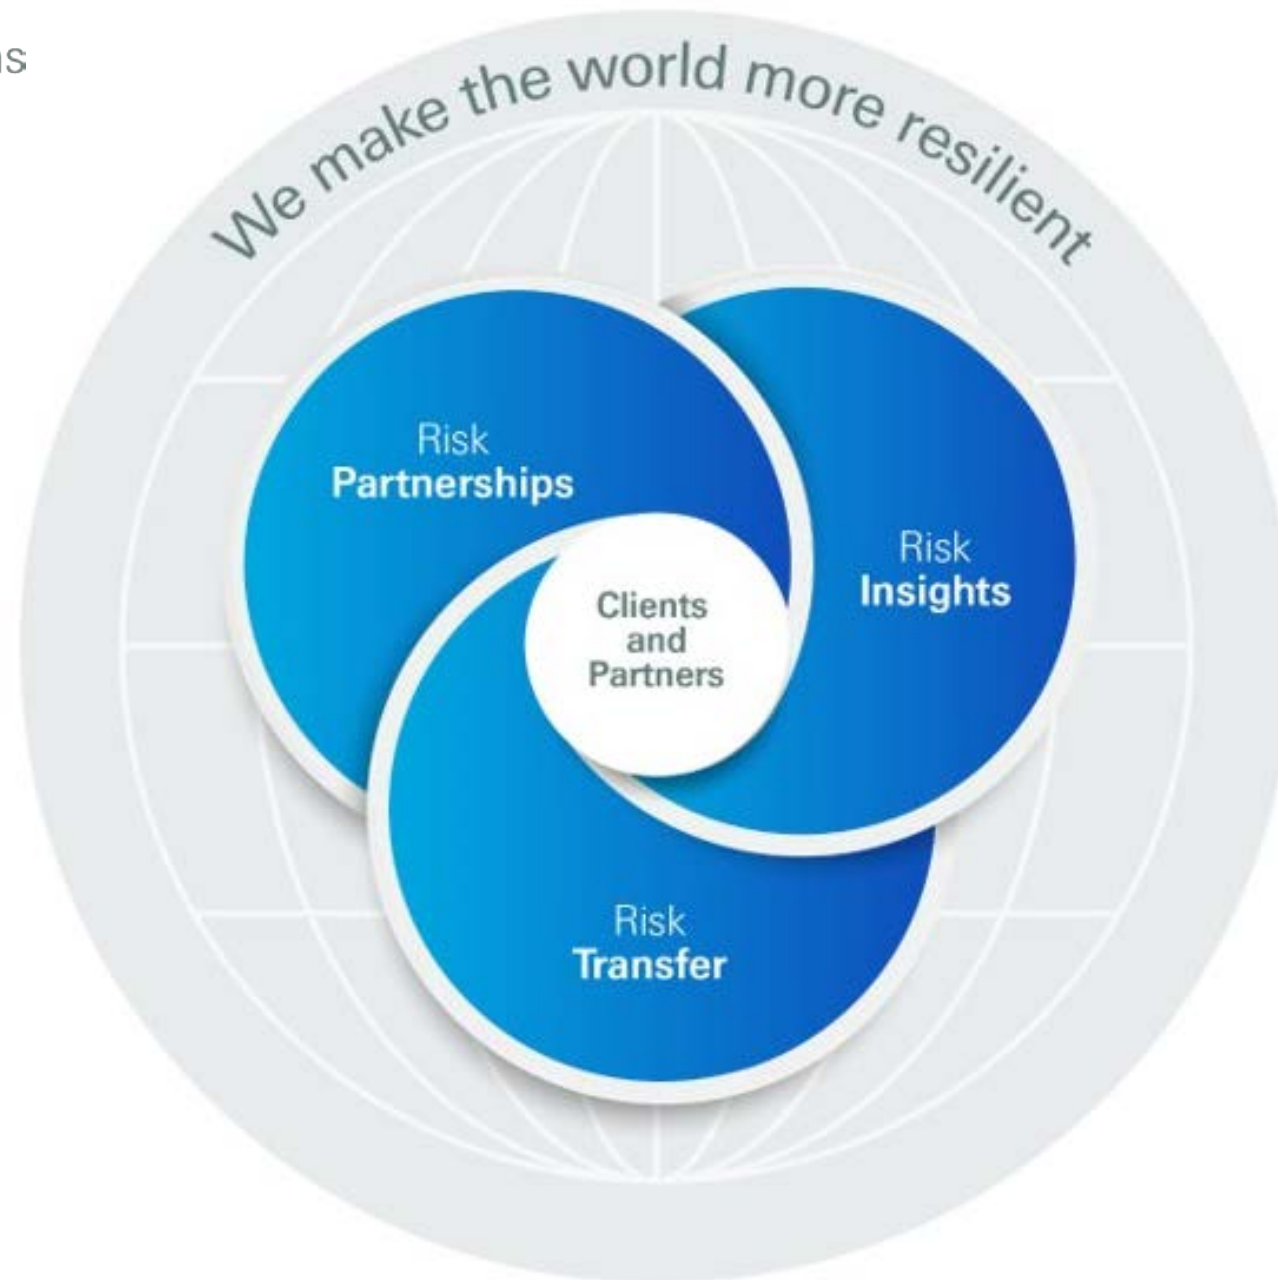 We make the world more resilient
Risk
Partnerships
Risk
Insights
Clients
and
Partners
Risk
Transfer